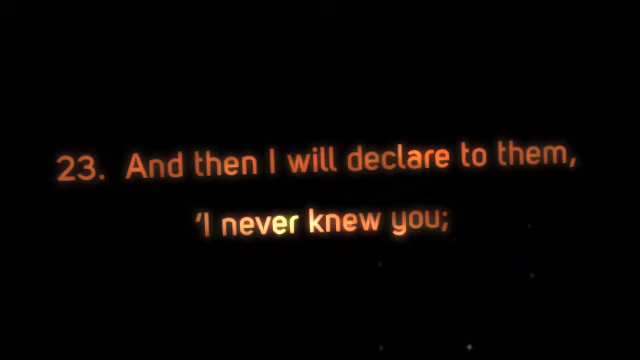 23. And then I will declare to them,
‘I never knew you;